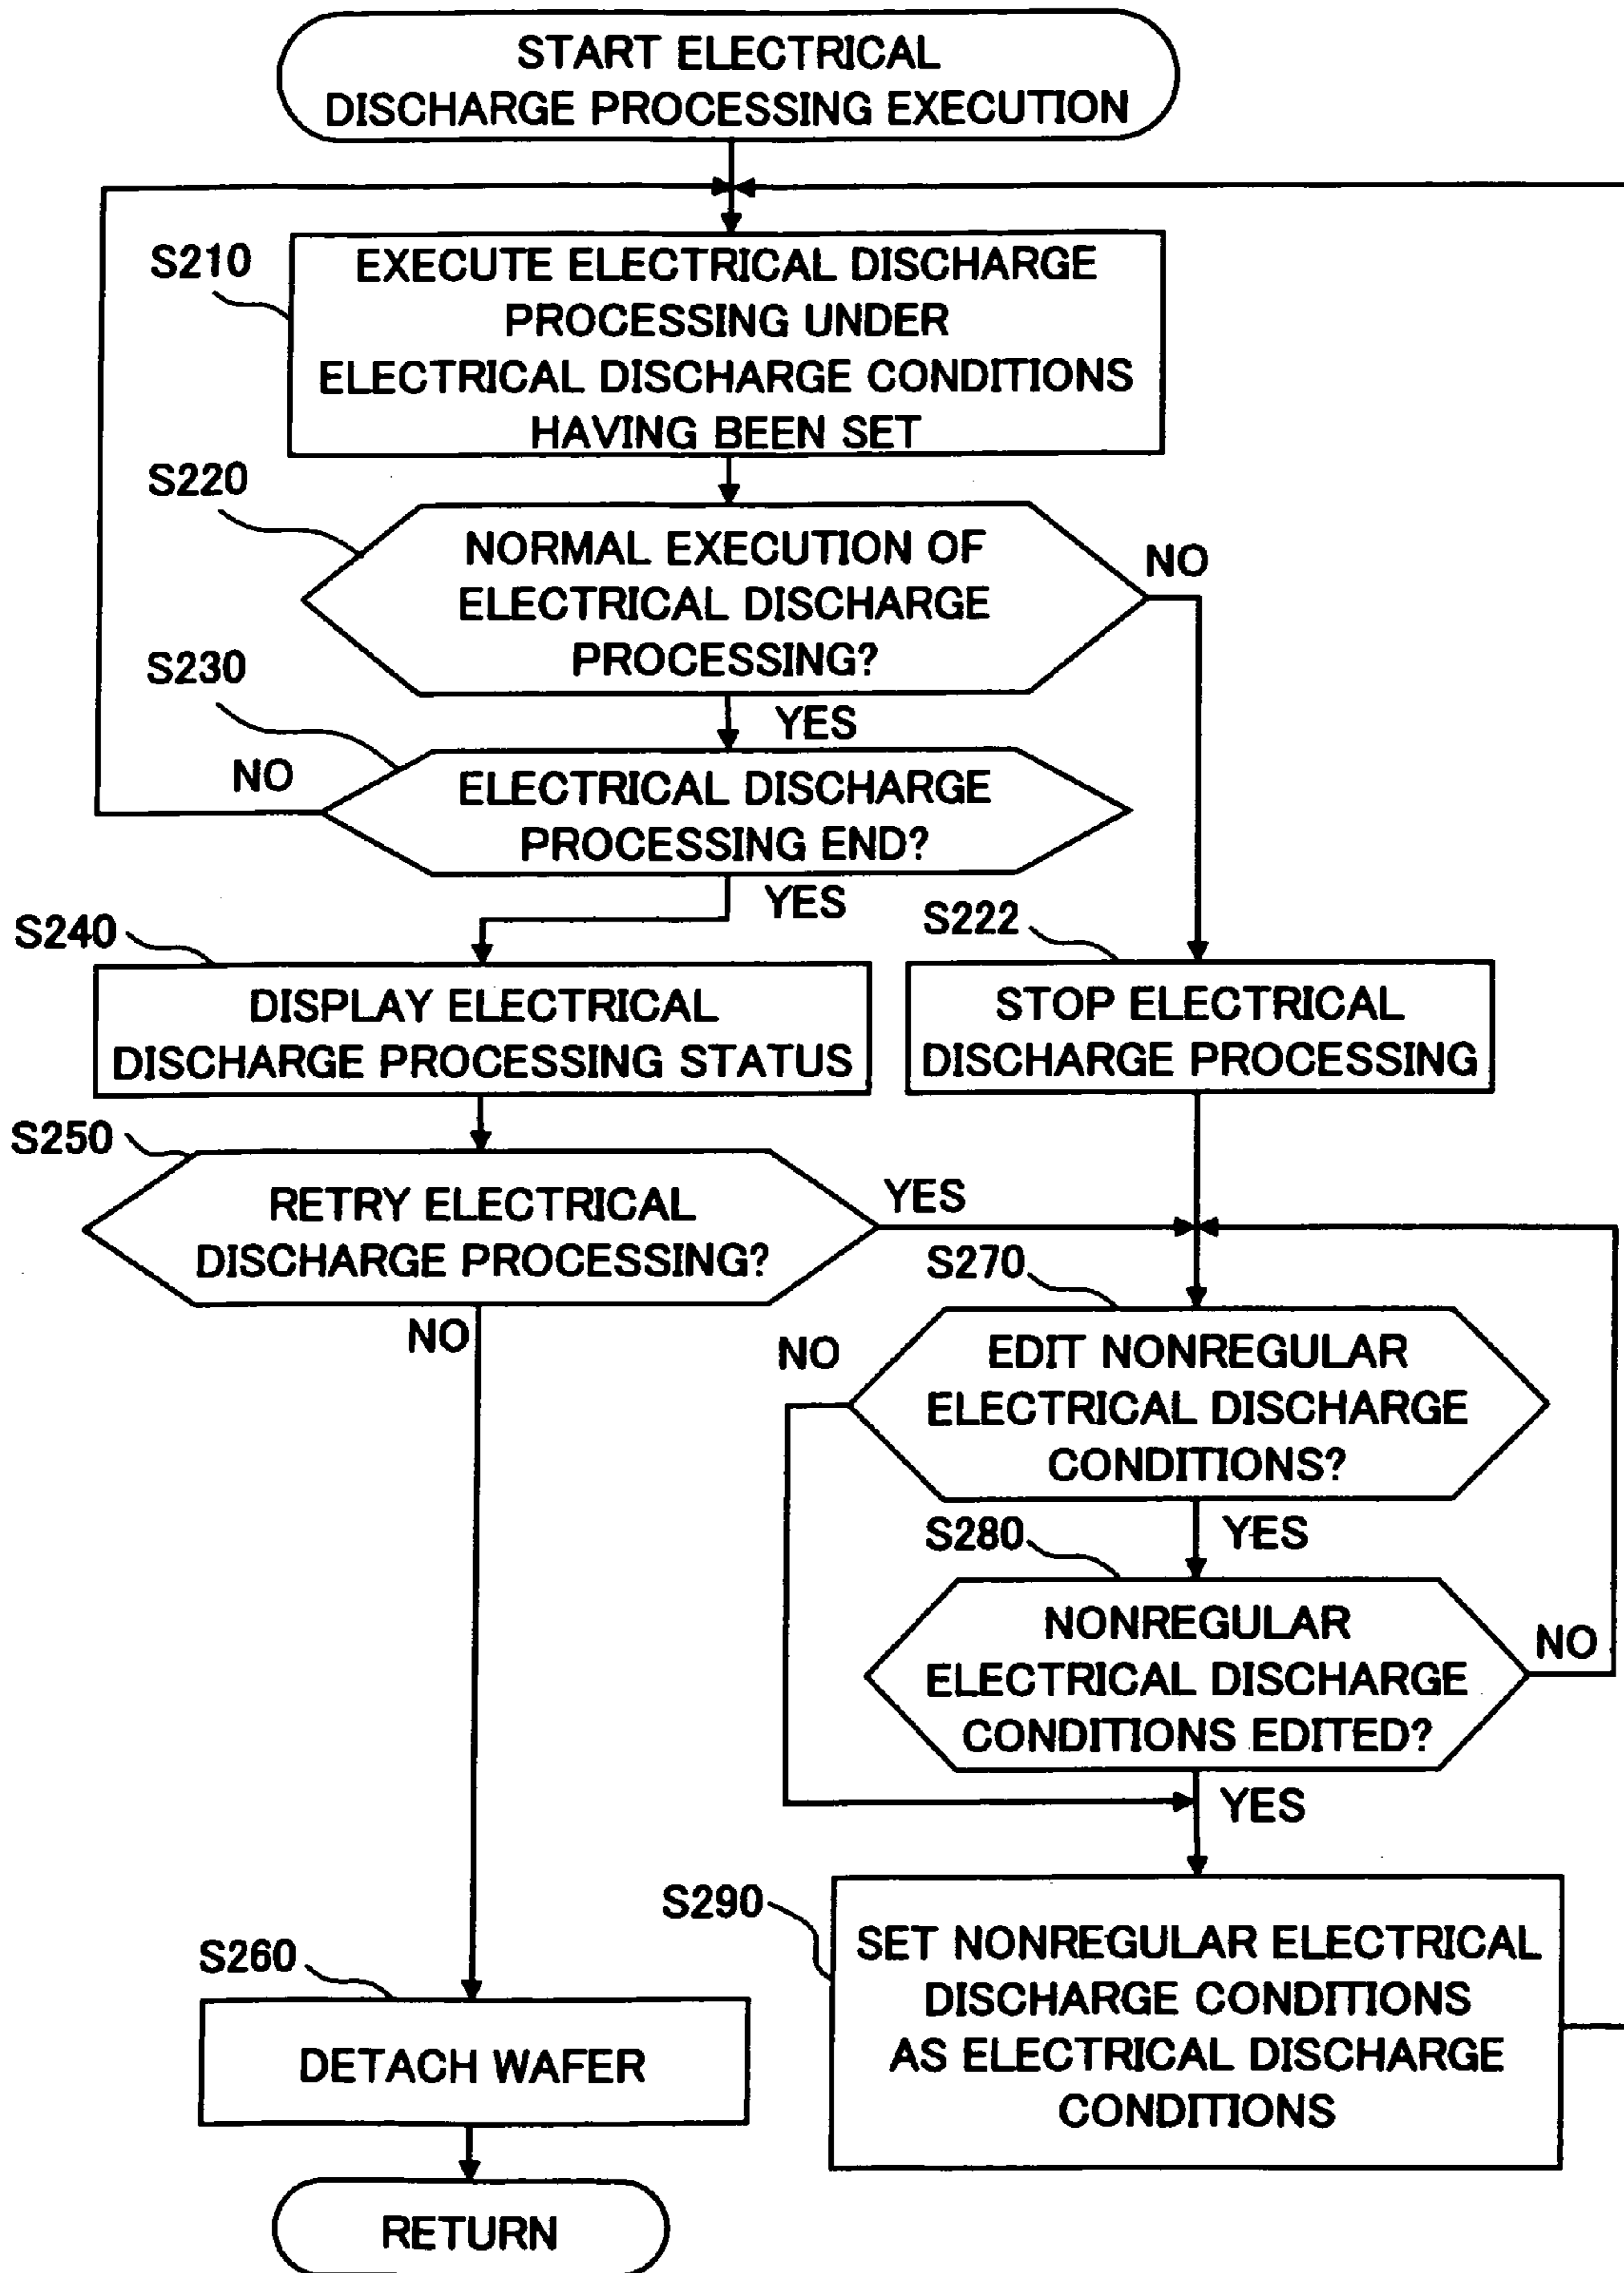 START ELECTRICAL
DISCHARGE PROCESSING EXECUTION
S210
EXECUTE ELECTRICAL DISCHARGE
PROCESSING UNDER
ELECTRICAL DISCHARGE CONDITIONS
HAVING BEEN SET
S220
NORMAL EXECUTION OF
ELECTRICAL DISCHARGE
PROCESSING?
NO
YES
S230
NO
ELECTRICAL DISCHARGE
PROCESSING END?
YES
S240
DISPLAY ELECTRICAL
DISCHARGE PROCESSING STATUS
S222
STOP ELECTRICAL
DISCHARGE PROCESSING
S250
RETRY ELECTRICAL
DISCHARGE PROCESSING?
YES
NO
S270
NO
EDIT NONREGULAR
ELECTRICAL DISCHARGE
CONDITIONS?
YES
S280
NONREGULAR
ELECTRICAL DISCHARGE
CONDITIONS EDITED?
NO
YES
S290
SET NONREGULAR ELECTRICAL
DISCHARGE CONDITIONS
AS ELECTRICAL DISCHARGE
CONDITIONS
S260
DETACH WAFER
RETURN